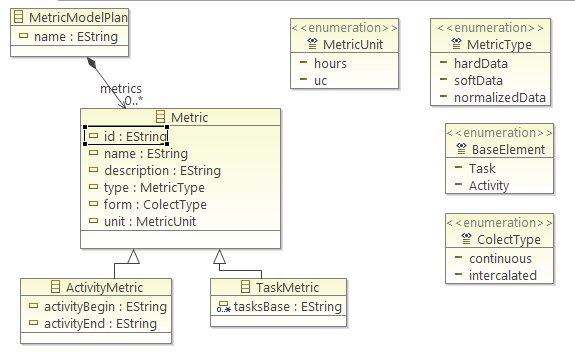 MetricModelPlan
name : EString
metrics
0..*
Metric
id : EString
name : EString
description : EString
type : MetricType
form : ColectType
unit : MetricUnit
ActivityMetric
activityBegin : EString
activityEnd : EString
TaskMetric
0..* tasksBase : EString
<<enumeration>>
MetricUnit
hours
uc
<<enumeration>>
MetricType
hardData
softData
normalizedData
<<enumeration>>
BaseElement
Task
Activity
<<enumeration>>
ColectType
continuous
intercalated